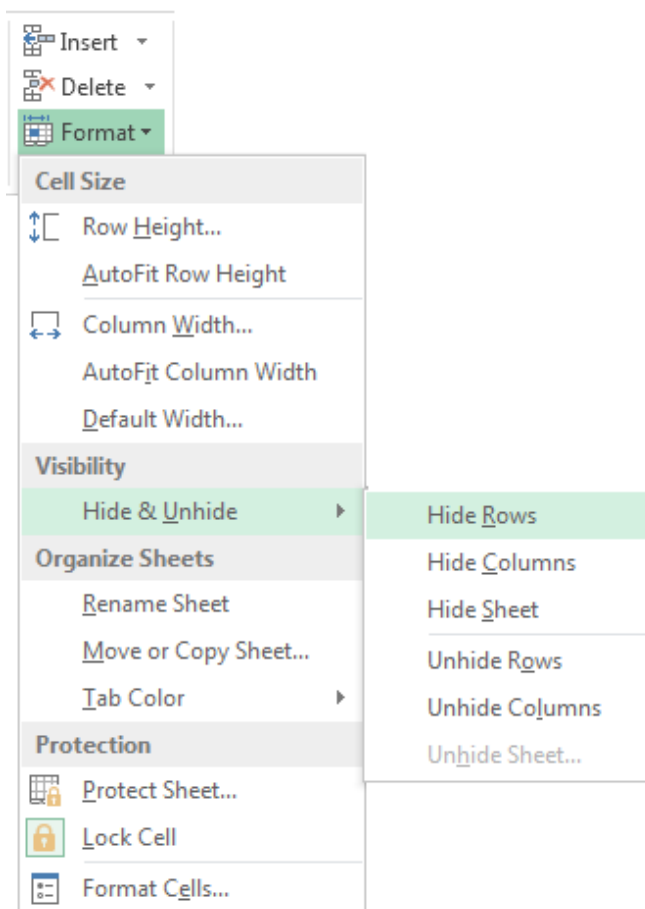 Insert
Delete
Format
Cell Size
Row Height...
AutoFit Row Height
Column Width...
AutoFit Column Width
Default Width...
Visibility
Hide & Unhide
Hide Rows
Hide Columns
Hide Sheet
Unhide Rows
Unhide Columns
Unhide Sheet...
Organize Sheets
Rename Sheet
Move or Copy Sheet...
Tab Color
Protection
Protect Sheet...
Lock Cell
Format Cells...